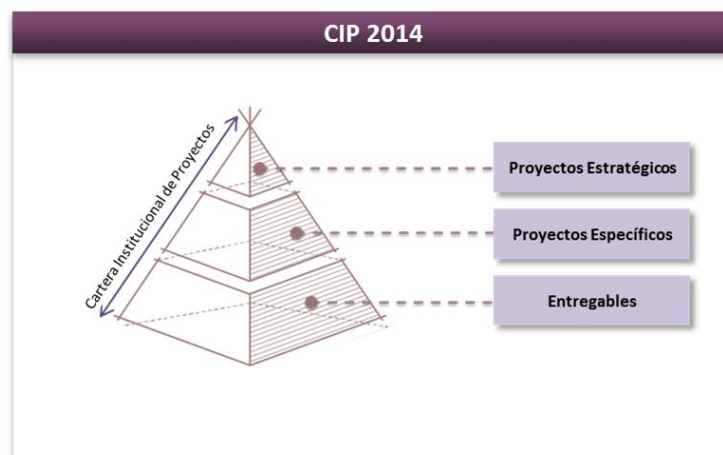 CIP 2014
Cartera Institucional de Proyectos
Proyectos Estratégicos
Proyectos Específicos
Entregables